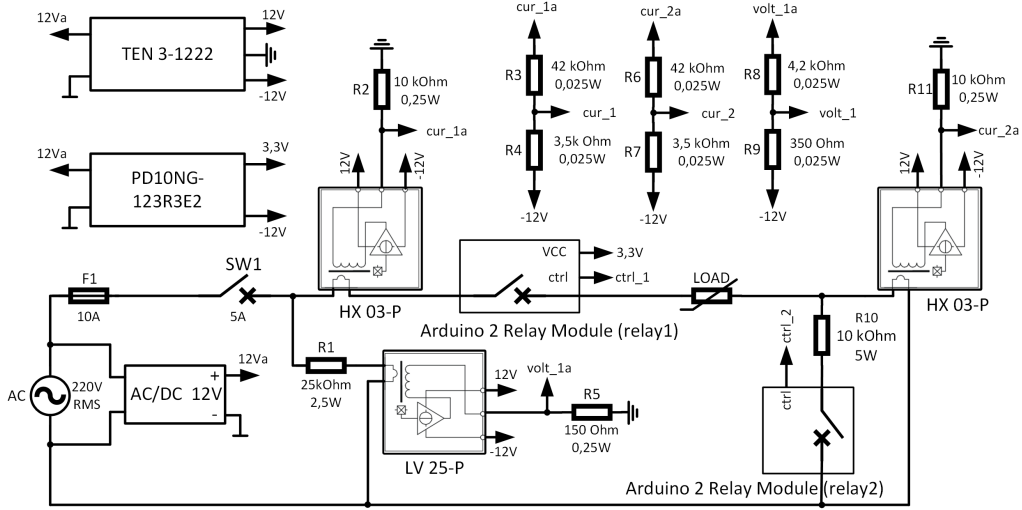 12Va
TEN 3-1222
12V
-12V
12Va
PD10NG-
123R3E2
3,3V
-12V
R2
10 kOhm
0,25W
cur_1a
12V
-12V
HX 03-P
cur_1a
R3
42 kOhm
0,025W
cur_1
R4
3,5k Ohm
0,025W
-12V
cur_2a
R6
42 kOhm
0,025W
cur_2
R7
3,5 kOhm
0,025W
-12V
volt_1a
R8
4,2 kOhm
0,025W
volt_1
R9
350 Ohm
0,025W
-12V
R11
10 kOhm
0,25W
cur_2a
12V
-12V
HX 03-P
F1
10A
SW1
5A
VCC
3,3V
ctrl
ctrl_1
Arduino 2 Relay Module (relay1)
LOAD
R10
10 kOhm
5W
ctrl_2
ctrl
Arduino 2 Relay Module (relay2)
AC
220V
RMS
AC/DC 12V
+
-
12Va
R1
25kOhm
2,5W
12V
-12V
LV 25-P
volt_1a
R5
150 Ohm
0,25W